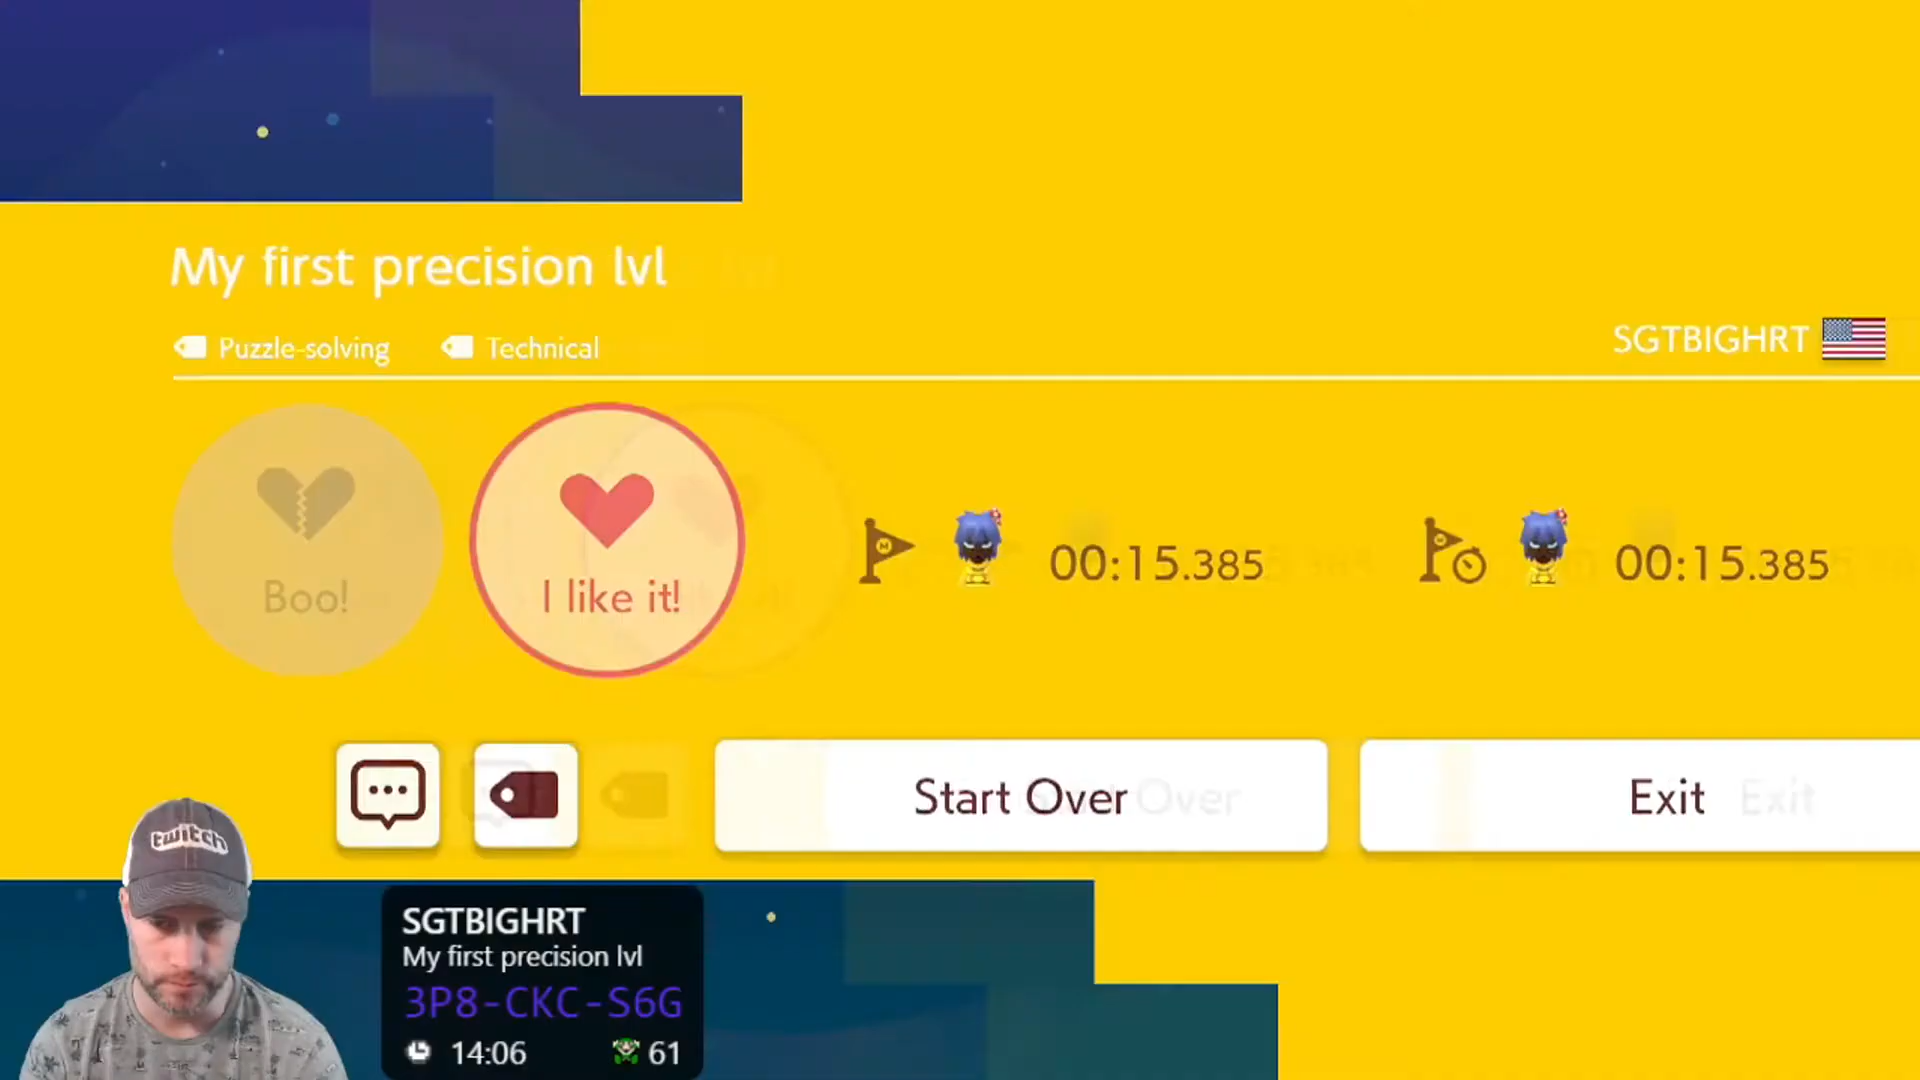 My first precision lvl
Puzzle-solving
Technical
SGTBIGHRT
Boo!
I like it!
M
00:15.385
M
00:15.385
Start Over
Exit
twitch
SGTBIGHRT
My first precision lvl
3P8-CKC-S6G
14:06
61